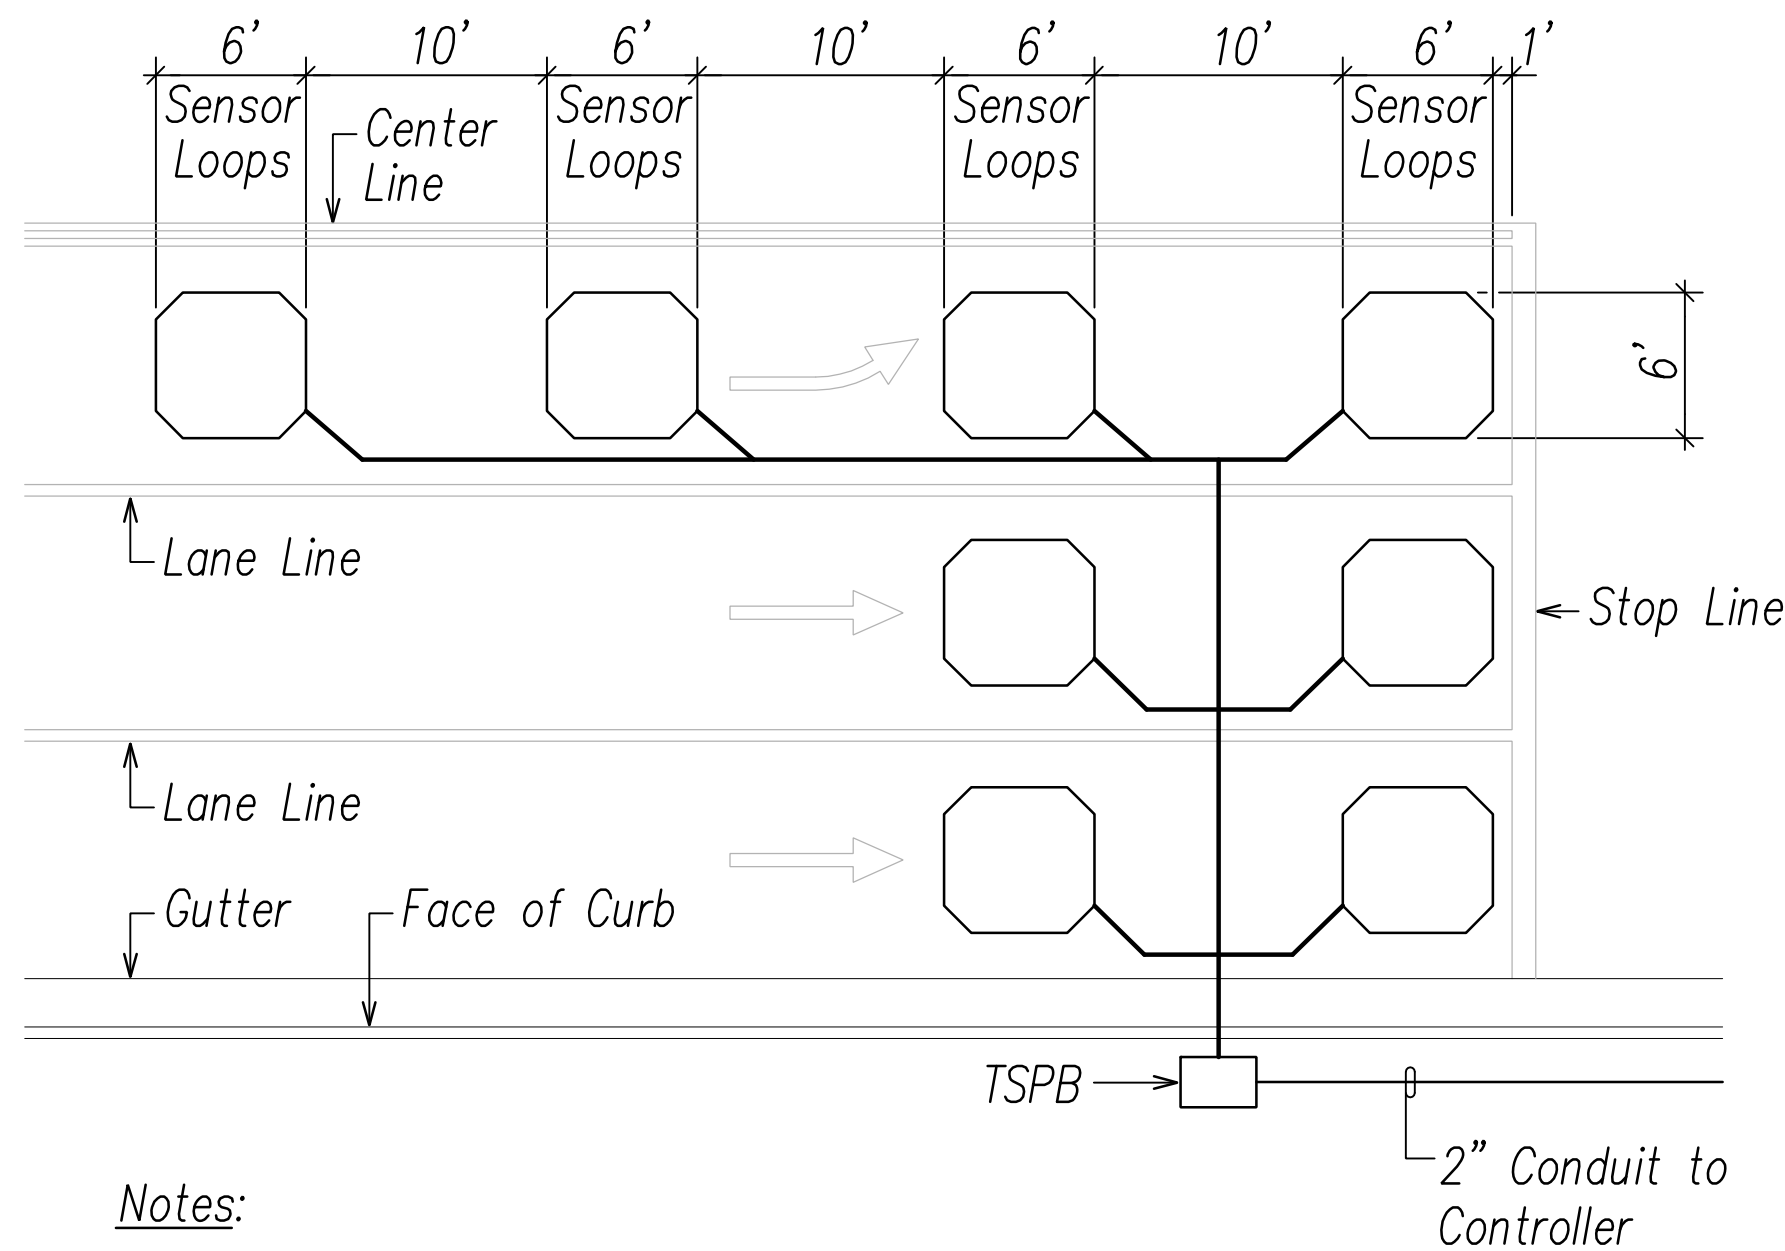 6' 10' 6' 10' 6' 10' 6' 1'
Sensor Sensor Sensor Sensor
Loops Loops Loops Loops
Center
Line
6'
Lane Line
Stop Line
Lane Line
Gutter
Face of Curb
TSPB
2" Conduit to
Controller
Notes: